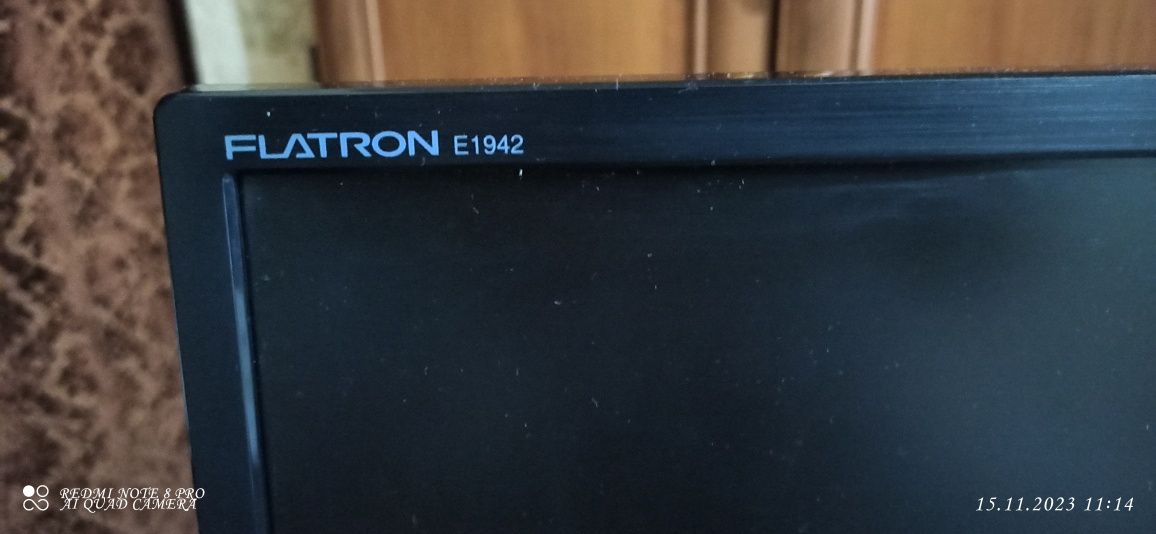 FLATRON E1942
REDMI NOTE 8 PRO
AI QUAD CAMERA
15.11.2023 11:14